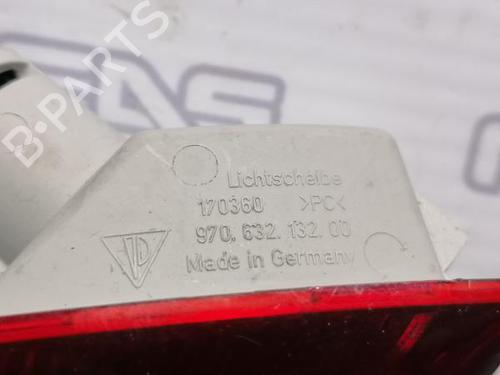 B-PARTS
Lichtscheibe
170360 >PC<
970.632.132.00
Made in Germany